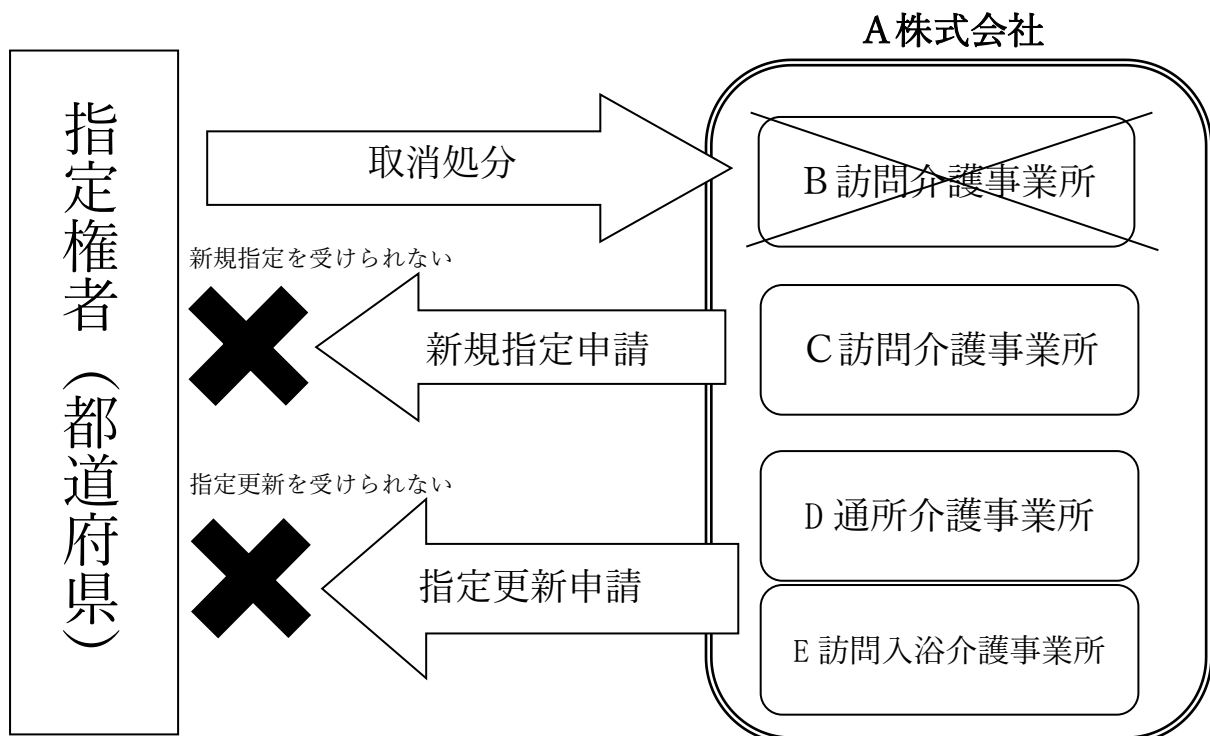 A株式会社
指定権者（都道府県）
取消処分
B訪問介護事業所
新規指定を受けられない
新規指定申請
C訪問介護事業所
指定更新を受けられない
D 通所介護事業所
指定更新申請
E 訪問入浴介護事業所